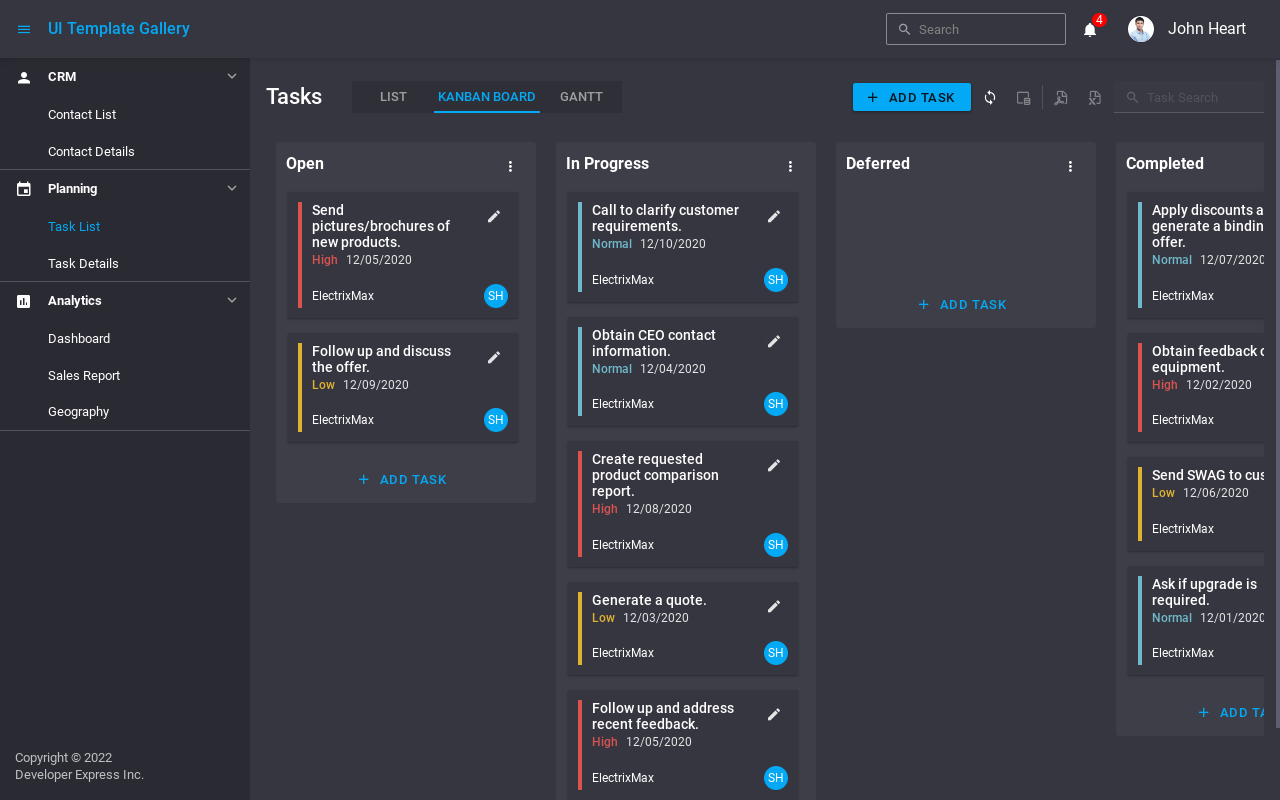 UI Template Gallery
Search
4
John Heart
CRM
Contact List
Contact Details
Planning
Task List
Task Details
Analytics
Dashboard
Sales Report
Geography
Copyright © 2022
Developer Express Inc.
Tasks
LIST
KANBAN BOARD
GANTT
ADD TASK
Task Search
Open
Send
pictures/brochures of
new products.
High 12/05/2020
ElectrixMax
SH
Follow up and discuss
the offer.
Low 12/09/2020
ElectrixMax
SH
ADD TASK
In Progress
Call to clarify customer
requirements.
Normal 12/10/2020
ElectrixMax
SH
Obtain CEO contact
information.
Normal 12/04/2020
ElectrixMax
SH
Create requested
product comparison
report.
High 12/08/2020
ElectrixMax
SH
Generate a quote.
Low 12/03/2020
ElectrixMax
SH
Follow up and address
recent feedback.
High 12/05/2020
ElectrixMax
SH
Deferred
ADD TASK
Completed
Apply discounts a
generate a bindin
offer.
Normal 12/07/2020
ElectrixMax
Obtain feedback o
equipment.
High 12/02/2020
ElectrixMax
Send SWAG to cus
Low 12/06/2020
ElectrixMax
Ask if upgrade is
required.
Normal 12/01/2020
ElectrixMax
ADD TA